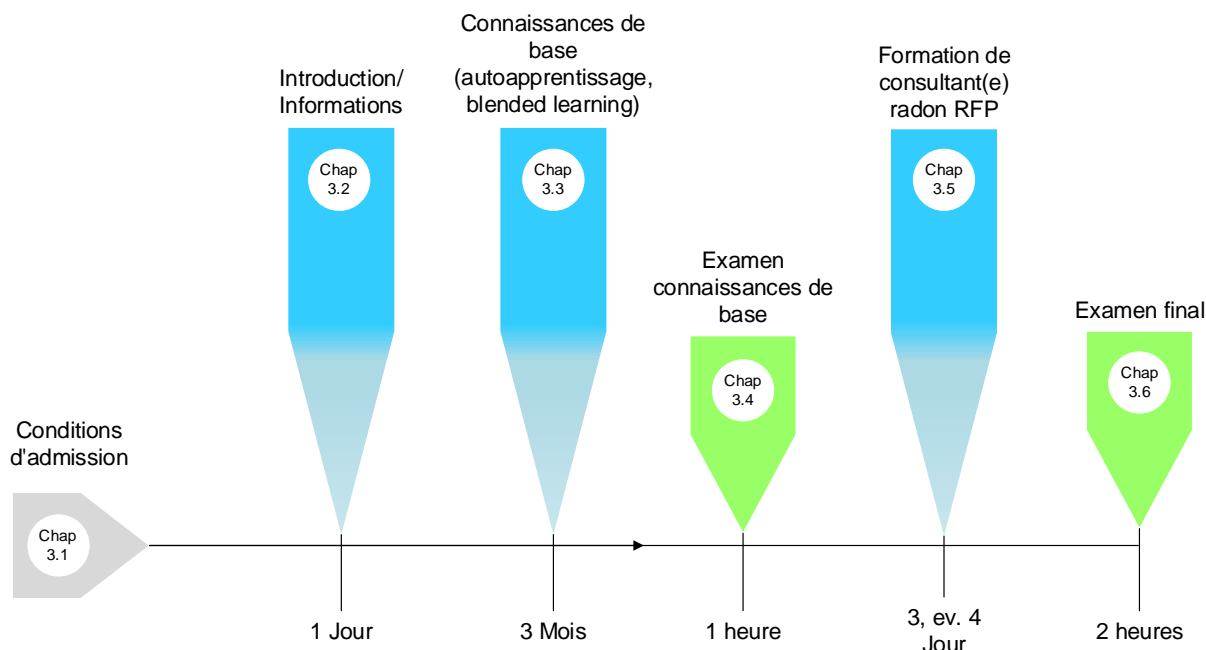 Conditions
d'admission
Chap
3.1
Introduction/
Informations
Chap
3.2
1 Jour
Connaissances de
base
(autoapprentissage,
blended learning)
Chap
3.3
3 Mois
Examen
connaissances de
base
Chap
3.4
1 heure
Formation de
consultant(e)
radon RFP
Chap
3.5
3, ev. 4
Jour
Examen final
Chap
3.6
2 heures